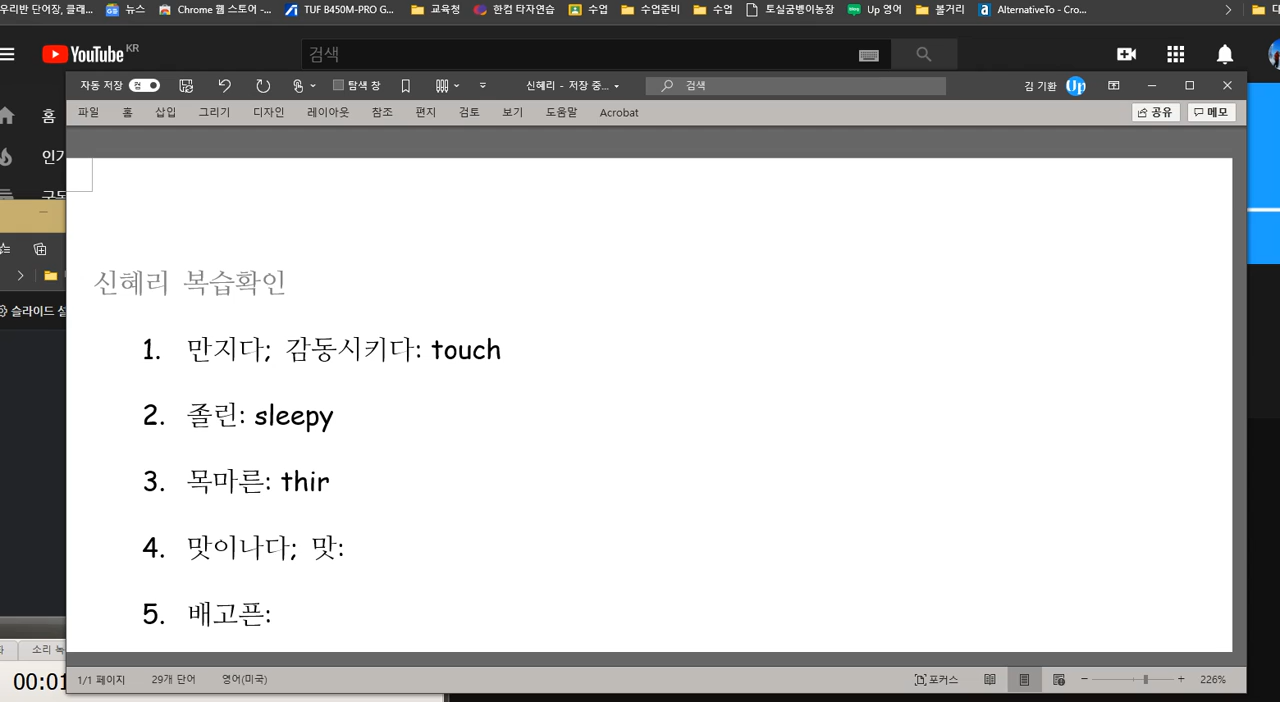 우리반 단어장, 클래... 뉴스 Chrome 웹 스토어 -... TUF B450M-PRO G... 교육청 한컴 타자연습 수업 수업준비 수업 토실굼벵이농장 Up 영어 볼거리 AlternativeTo - Cro...
YouTube KR 검색
자동 저장 탐색 창 신혜리 - 저장 중... 검색 김 기환 Up
파일 홈 삽입 그리기 디자인 레이아웃 참조 편지 검토 보기 도움말 Acrobat 공유 메모
홈
인기
신혜리 복습확인
슬라이드
1. 만지다; 감동시키다: touch
2. 졸린: sleepy
3. 목마른: thir
4. 맛이나다; 맛:
5. 배고픈:
소리
00:01
1/1 페이지 29개 단어 영어(미국) 포커스 226%